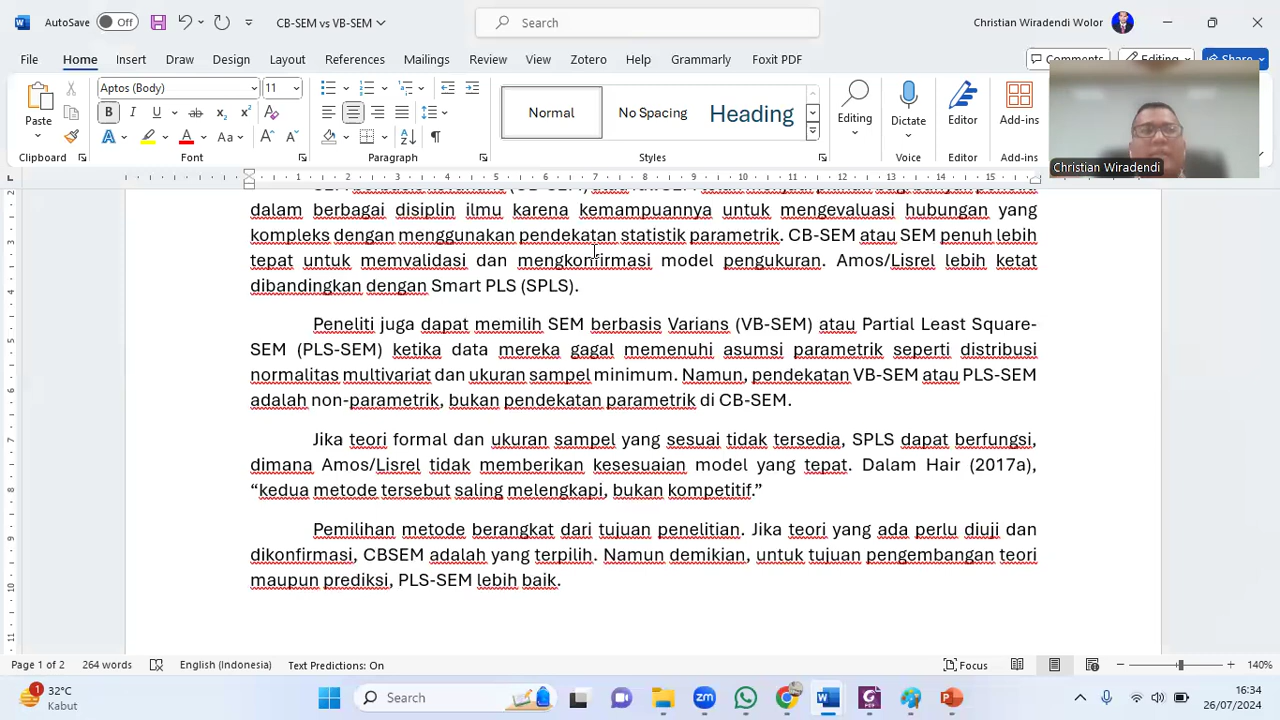 AutoSave Off CB-SEM vs VB-SEM Search Christian Wiradendi Wolor
File Home Insert Draw Design Layout References Mailings Review View Zotero Help Grammarly Foxit PDF Comments Editing Share
Paste Aptos (Body) 11 Normal No Spacing Heading Editing Dictate Editor Add-ins
Clipboard Font Paragraph Styles Voice Editor Add-ins
Christian Wiradendi
dalam berbagai disiplin ilmu karena kemampuannya untuk mengevaluasi hubungan yang
kompleks dengan menggunakan pendekatan statistik parametrik. CB-SEM atau SEM penuh lebih
tepat untuk memvalidasi dan mengkonfirmasi model pengukuran. Amos/Lisrel lebih ketat
dibandingkan dengan Smart PLS (SPLS).
Peneliti juga dapat memilih SEM berbasis Varians (VB-SEM) atau Partial Least Square-
SEM (PLS-SEM) ketika data mereka gagal memenuhi asumsi parametrik seperti distribusi
normalitas multivariat dan ukuran sampel minimum. Namun, pendekatan VB-SEM atau PLS-SEM
adalah non-parametrik, bukan pendekatan parametrik di CB-SEM.
Jika teori formal dan ukuran sampel yang sesuai tidak tersedia, SPLS dapat berfungsi,
dimana Amos/Lisrel tidak memberikan kesesuaian model yang tepat. Dalam Hair (2017a),
“kedua metode tersebut saling melengkapi, bukan kompetitif.”
Pemilihan metode berangkat dari tujuan penelitian. Jika teori yang ada perlu diuji dan
dikonfirmasi, CBSEM adalah yang terpilih. Namun demikian, untuk tujuan pengembangan teori
maupun prediksi, PLS-SEM lebih baik.
Page 1 of 2 264 words English (Indonesia) Text Predictions: On Focus 140%
32°C
Kabut
Search
16:34
26/07/2024